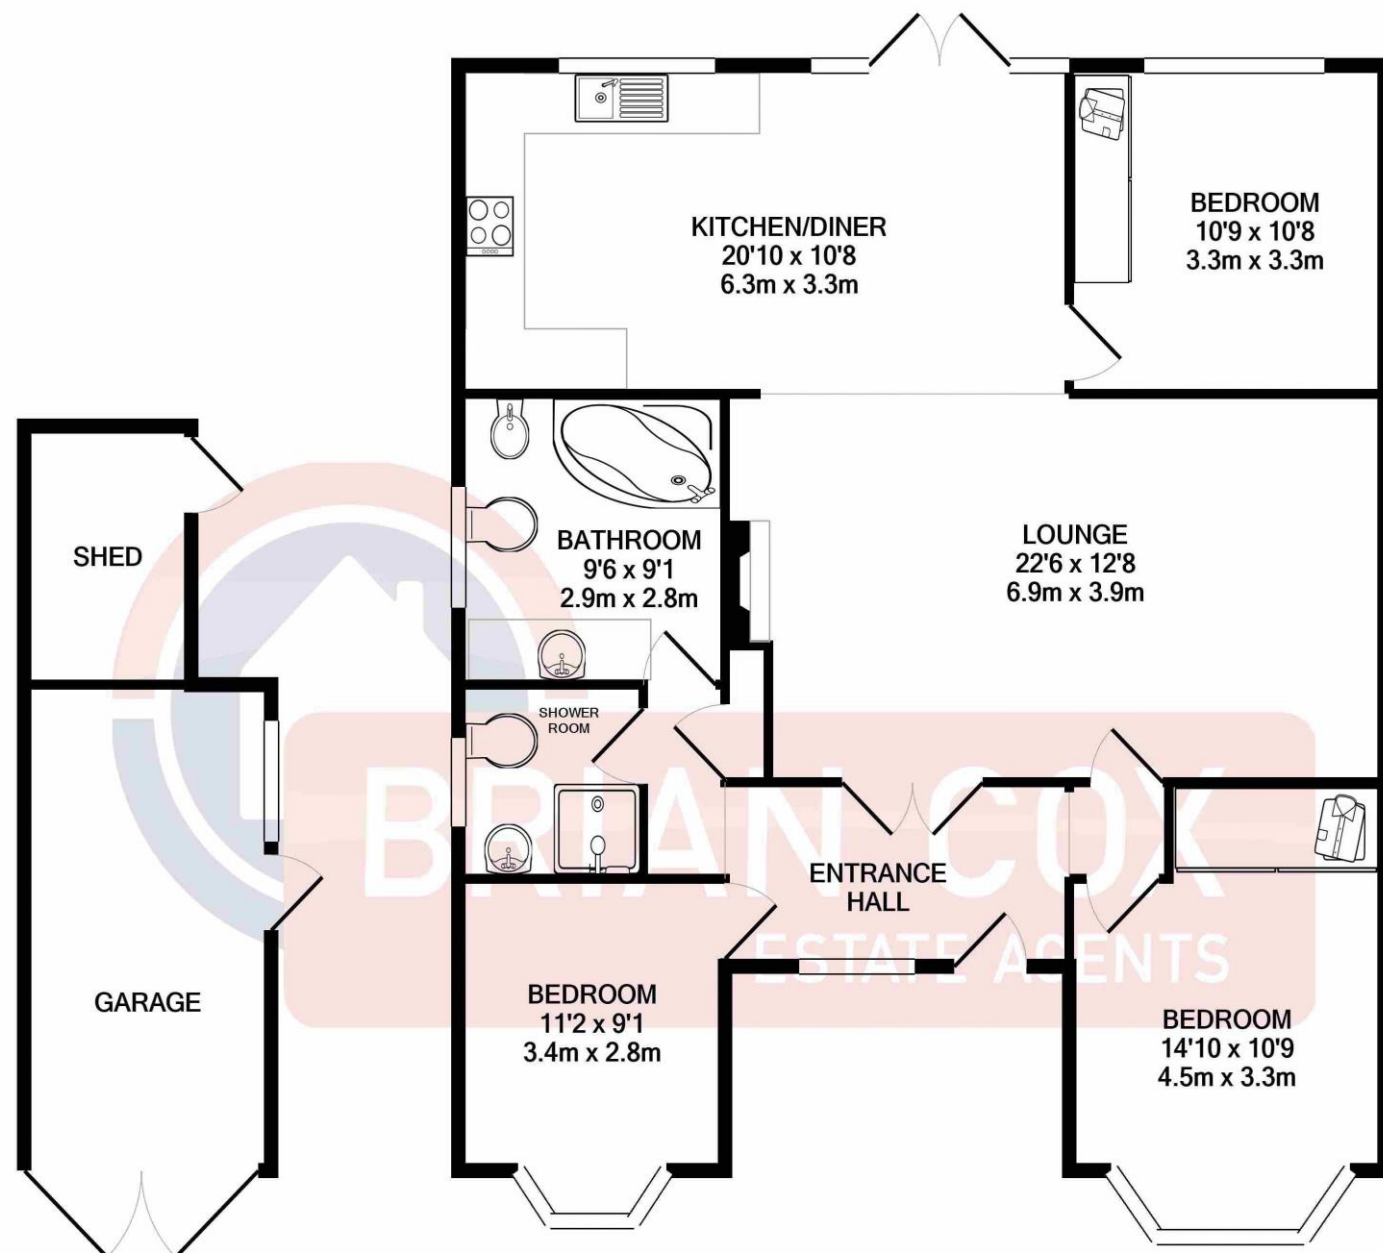 KITCHEN/DINER
20'10 x 10'8
6.3m x 3.3m
BEDROOM
10'9 x 10'8
3.3m x 3.3m
SHED
BATHROOM
9'6 x 9'1
2.9m x 2.8m
LOUNGE
22'6 x 12'8
6.9m x 3.9m
SHOWER
ROOM
BRIAN COX
ESTATE AGENTS
ENTRANCE
HALL
GARAGE
BEDROOM
11'2 x 9'1
3.4m x 2.8m
BEDROOM
14'10 x 10'9
4.5m x 3.3m